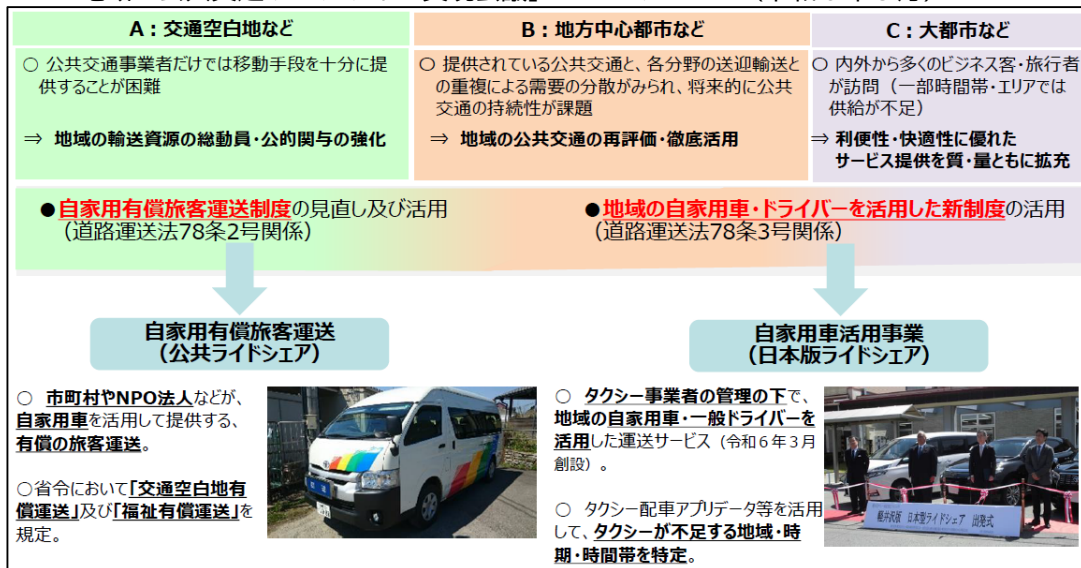 A：交通空白地など
○ 公共交通事業者だけでは移動手段を十分に提
供することが困難
⇒ 地域の輸送資源の総動員・公的関与の強化
B：地方中心都市など
○ 提供されている公共交通と、各分野の送迎輸送と
の重複による需要の分散がみられ、将来的に公共
交通の持続性が課題
⇒ 地域の公共交通の再評価・徹底活用
C：大都市など
○ 内外から多くのビジネス客・旅行者
が訪問（一部時間帯・エリアでは
供給が不足）
⇒ 利便性・快適性に優れた
サービス提供を質・量ともに拡充
●自家用有償旅客運送制度の見直し及び活用
（道路運送法78条2号関係）
●地域の自家用車・ドライバーを活用した新制度の活用
（道路運送法78条3号関係）
自家用有償旅客運送
（公共ライドシェア）
○ 市町村やNPO法人などが、
自家用車を活用して提供する、
有償の旅客運送。
○省令において「交通空白地有
償運送」及び「福祉有償運送」を
規定。
自家用車活用事業
（日本版ライドシェア）
○ タクシー事業者の管理の下で、
地域の自家用車・一般ドライバーを
活用した運送サービス（令和６年３月
創設）。
○ タクシー配車アプリデータ等を活用
して、タクシーが不足する地域・時
期・時間帯を特定。
軽井沢版 日本型ライドシェア 出発式